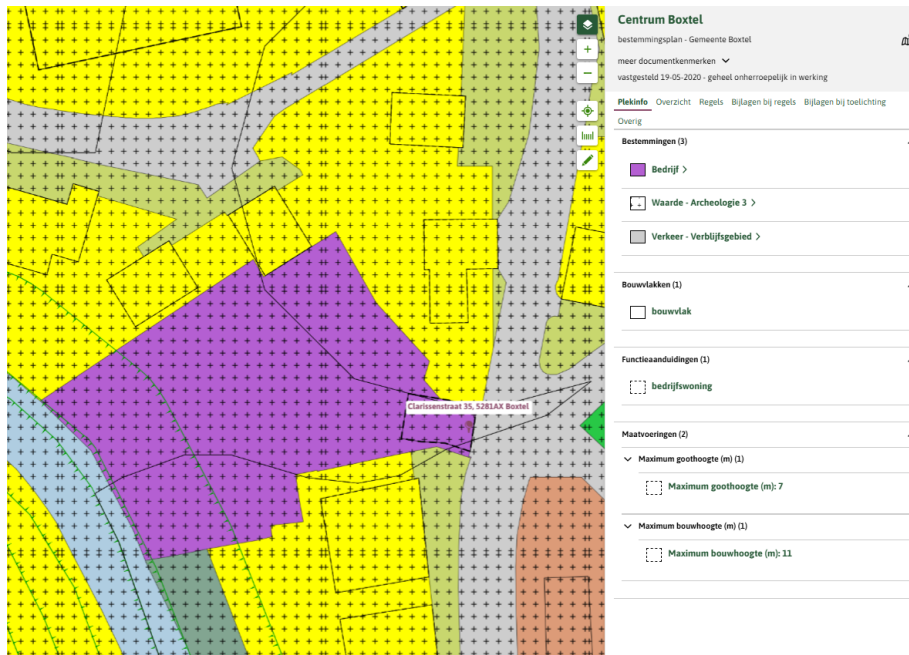 Centrum Boxtel
bestemmingsplan - Gemeente Boxtel
meer documentkenmerken
vastgesteld 19-05-2020 - geheel onherroepelijk in werking
Plekinfo Overzicht Regels Bijlagen bij regels Bijlagen bij toelichting
Overig
Bestemmingen (3)
Bedrijf >
Waarde - Archeologie 3 >
Verkeer - Verblijfsgebied >
Bouwvlakken (1)
bouwvlak
Functieaanduidingen (1)
bedrijfswoning
Maatvoeringen (2)
Maximum goothoogte (m) (1)
Maximum goothoogte (m): 7
Maximum bouwhoogte (m) (1)
Maximum bouwhoogte (m): 11
Clarissenstraat 35, 5281AX Boxtel